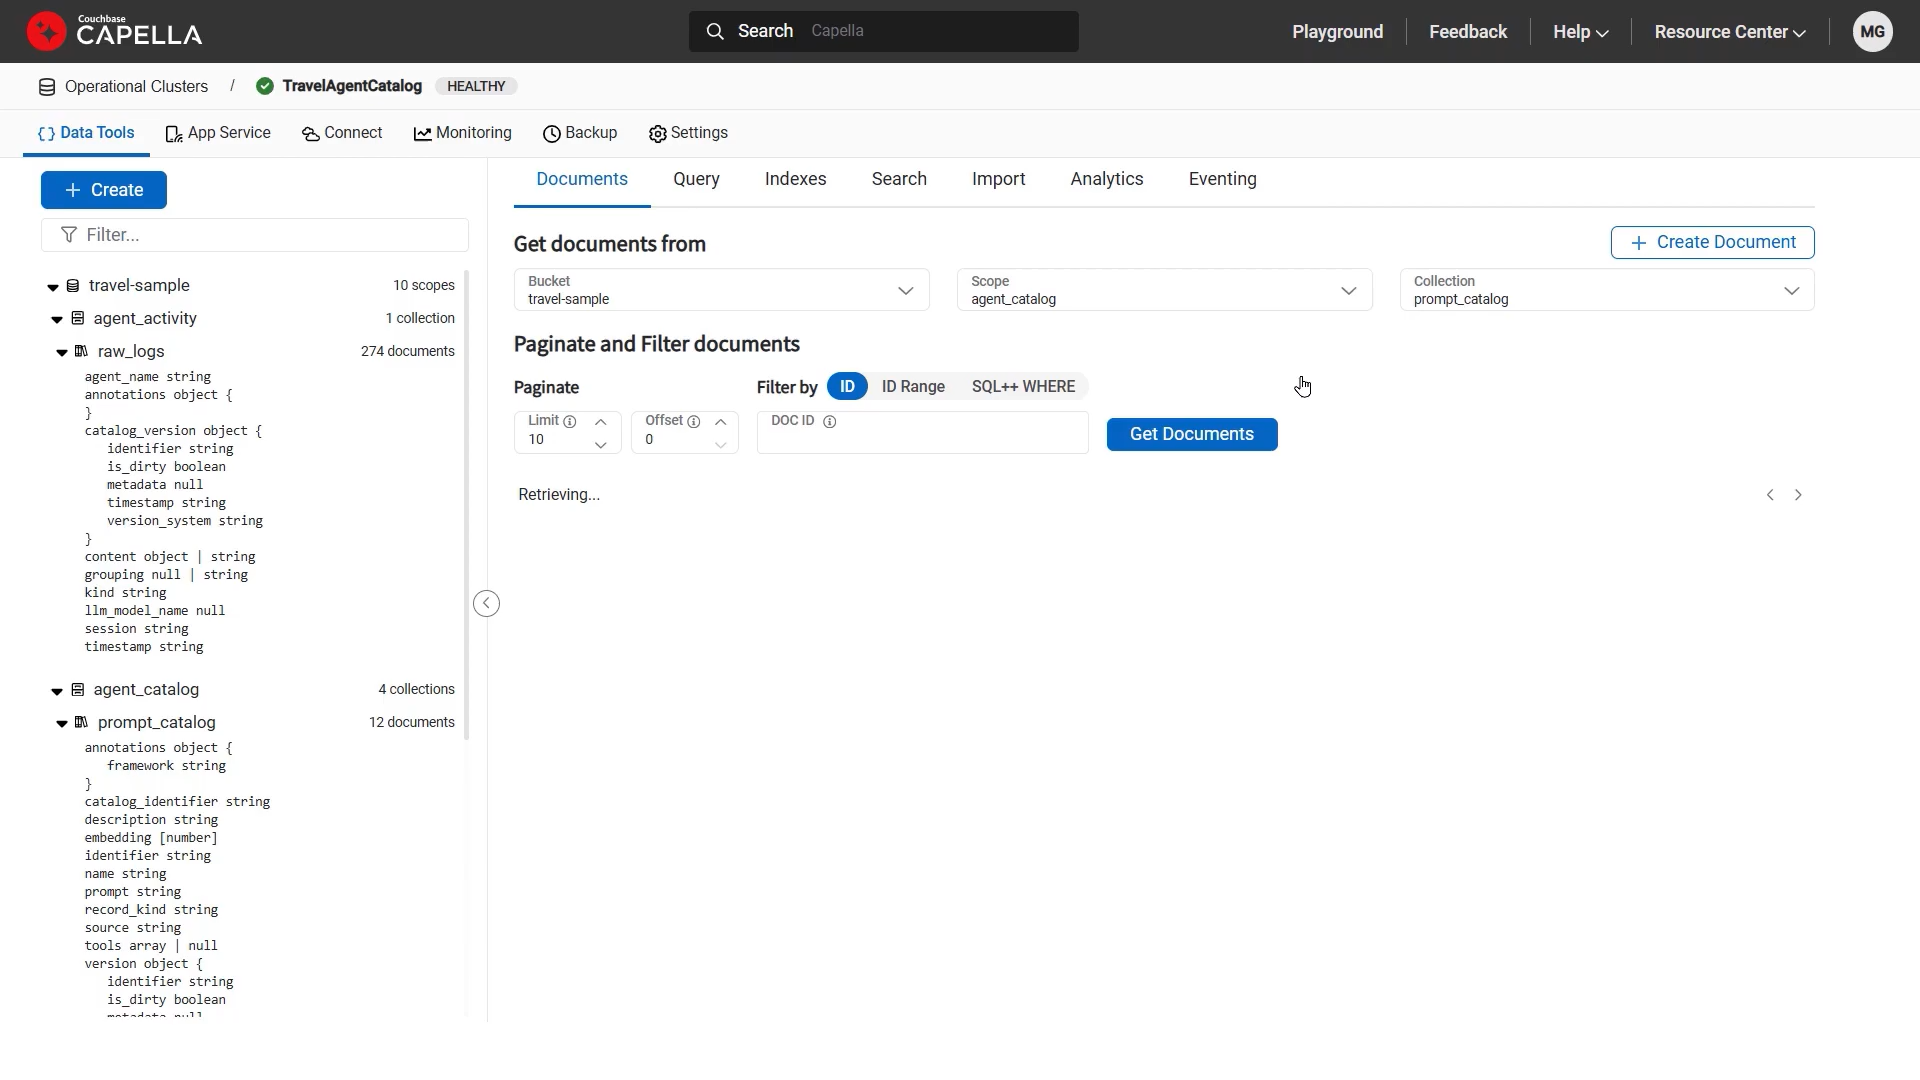 Couchbase
CAPELLA
Search Capella
Playground
Feedback
Help
Resource Center
MG
Operational Clusters / TravelAgentCatalog HEALTHY
Data Tools
App Service
Connect
Monitoring
Backup
Settings
+ Create
Filter...
travel-sample 10 scopes
agent_activity 1 collection
raw_logs 274 documents
agent_name string
annotations object {
}
catalog_version object {
identifier string
is_dirty boolean
metadata null
timestamp string
version_system string
}
content object | string
grouping null | string
kind string
llm_model_name null
session string
timestamp string
agent_catalog 4 collections
prompt_catalog 12 documents
annotations object {
framework string
}
catalog_identifier string
description string
embedding [number]
identifier string
name string
prompt string
record_kind string
source string
tools array | null
version object {
identifier string
is_dirty boolean
metadata null
Documents
Query
Indexes
Search
Import
Analytics
Eventing
Get documents from
+ Create Document
Bucket
travel-sample
Scope
agent_catalog
Collection
prompt_catalog
Paginate and Filter documents
Paginate
Filter by ID ID Range SQL++ WHERE
Limit
10
Offset
0
DOC ID
Get Documents
Retrieving...